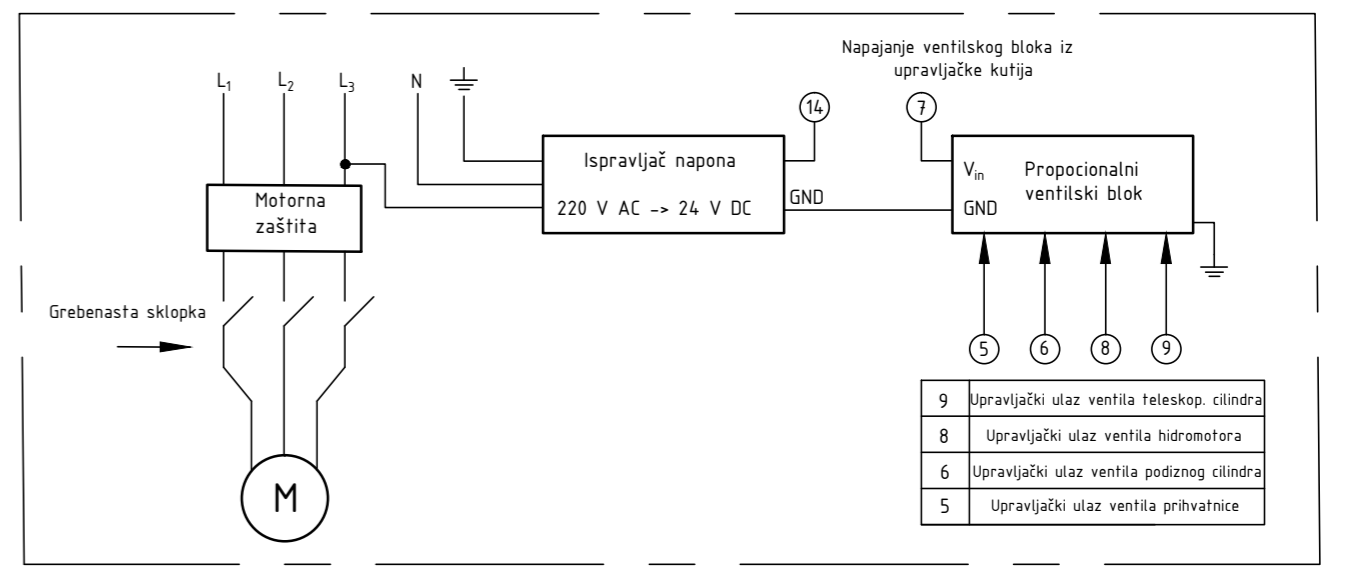 Napajanje ventilskog bloka iz
upravljačke kutija
L1 L2 L3 N
14 7
Motorna
zaštita
Ispravljač napona
220 V AC -> 24 V DC
GND
Vin
GND
Propocionalni
ventilski blok
Grebenasta sklopka
5 6 8 9
M
9 Upravljački ulaz ventila teleskop. cilindra
8 Upravljački ulaz ventila hidromotora
6 Upravljački ulaz ventila podiznog cilindra
5 Upravljački ulaz ventila prihvatnice